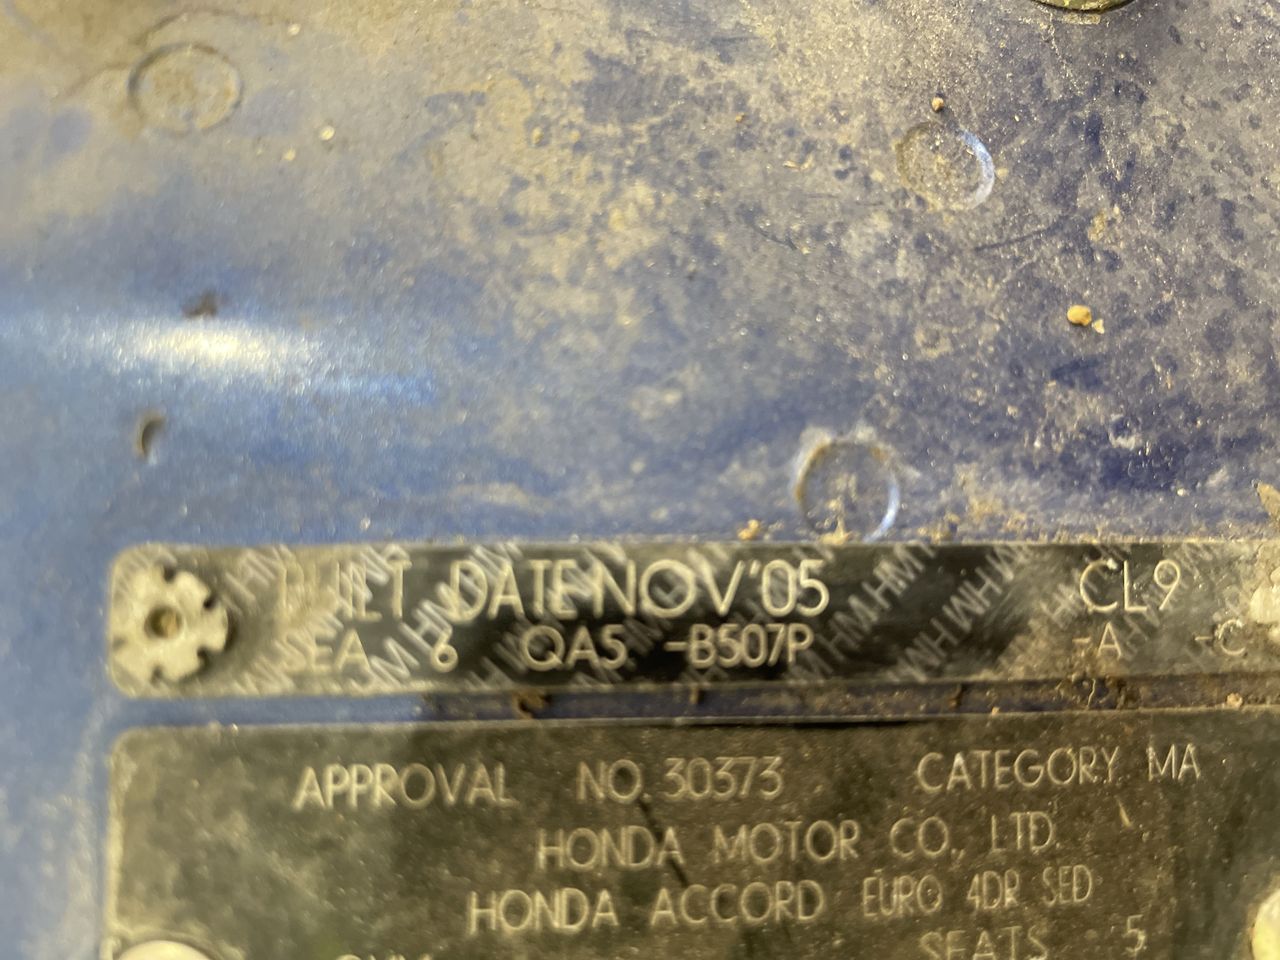 BUILT DATE NOV'05 CL9
SEA 6 QA5 -B507P -A -C
APPROVAL NO. 30373 CATEGORY MA
HONDA MOTOR CO., LTD.
HONDA ACCORD EURO 4DR SED
SEATS 5